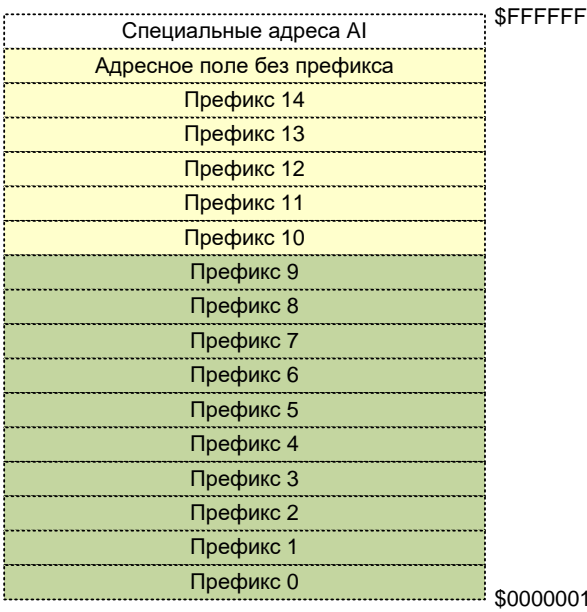 $FFFFFF
Специальные адреса AI
Адресное поле без префикса
Префикс 14
Префикс 13
Префикс 12
Префикс 11
Префикс 10
Префикс 9
Префикс 8
Префикс 7
Префикс 6
Префикс 5
Префикс 4
Префикс 3
Префикс 2
Префикс 1
Префикс 0
$0000001